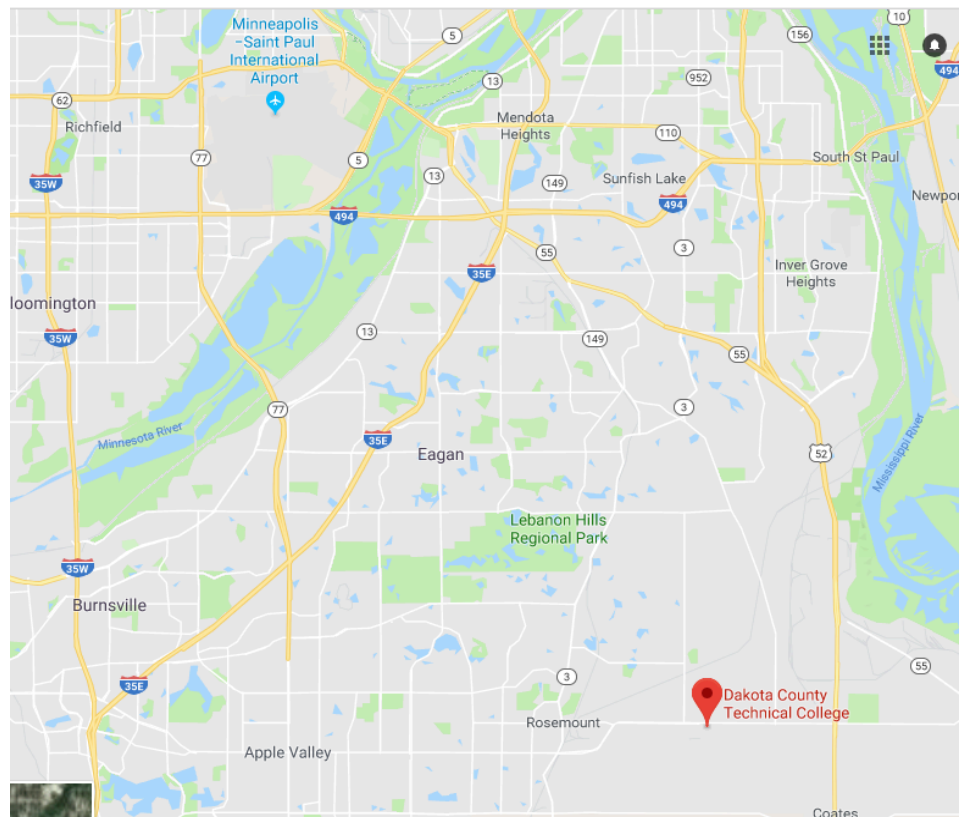 Minneapolis
–Saint Paul
International
Airport
5
10
156
494
13
952
62
Richfield
Mendota
Heights
110
77
5
South St Paul
35W
13
149
Sunfish Lake
Newpor
494
494
3
55
Inver Grove
Heights
35E
loomington
35W
13
149
55
77
3
Minnesota River
35E
Eagan
52
Mississippi River
Lebanon Hills
Regional Park
35W
Burnsville
55
3
35E
Dakota County
Technical College
Rosemount
Apple Valley
Coates